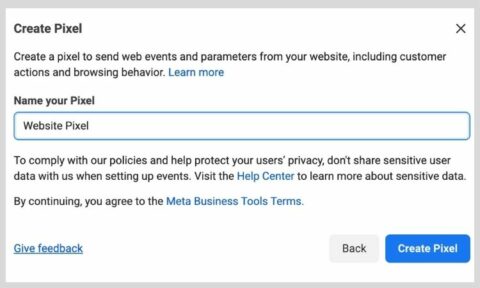 Create Pixel
Create a pixel to send web events and parameters from your website, including customer
actions and browsing behavior. Learn more
Name your Pixel
Website Pixel
To comply with our policies and help protect your users' privacy, don't share sensitive user
data with us when setting up events. Visit the Help Center to learn more about sensitive data.
By continuing, you agree to the Meta Business Tools Terms.
Give feedback
Back
Create Pixel